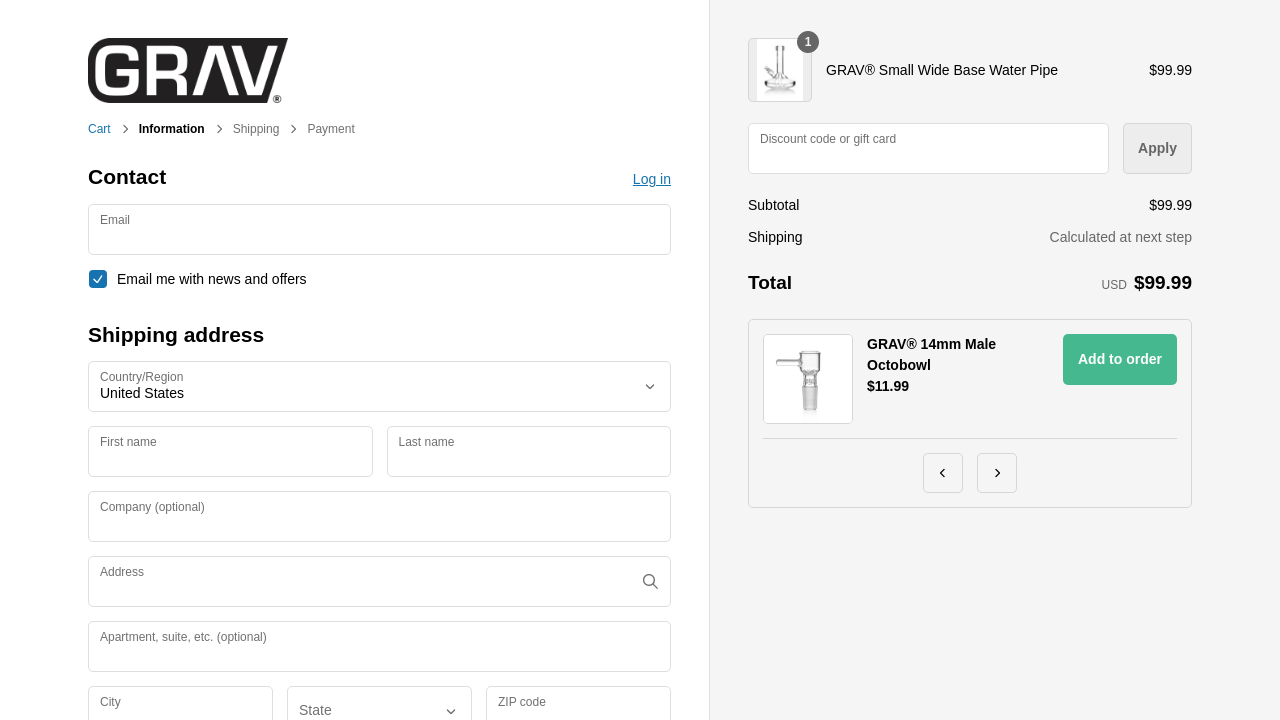 GRAV®
Cart > Information > Shipping > Payment
Contact
Log in
Email
Email me with news and offers
Shipping address
Country/Region
United States
First name
Last name
Company (optional)
Address
Apartment, suite, etc. (optional)
City
State
ZIP code
1
GRAV® Small Wide Base Water Pipe
$99.99
Discount code or gift card
Apply
Subtotal
$99.99
Shipping
Calculated at next step
Total
USD $99.99
GRAV® 14mm Male
Octobowl
$11.99
Add to order